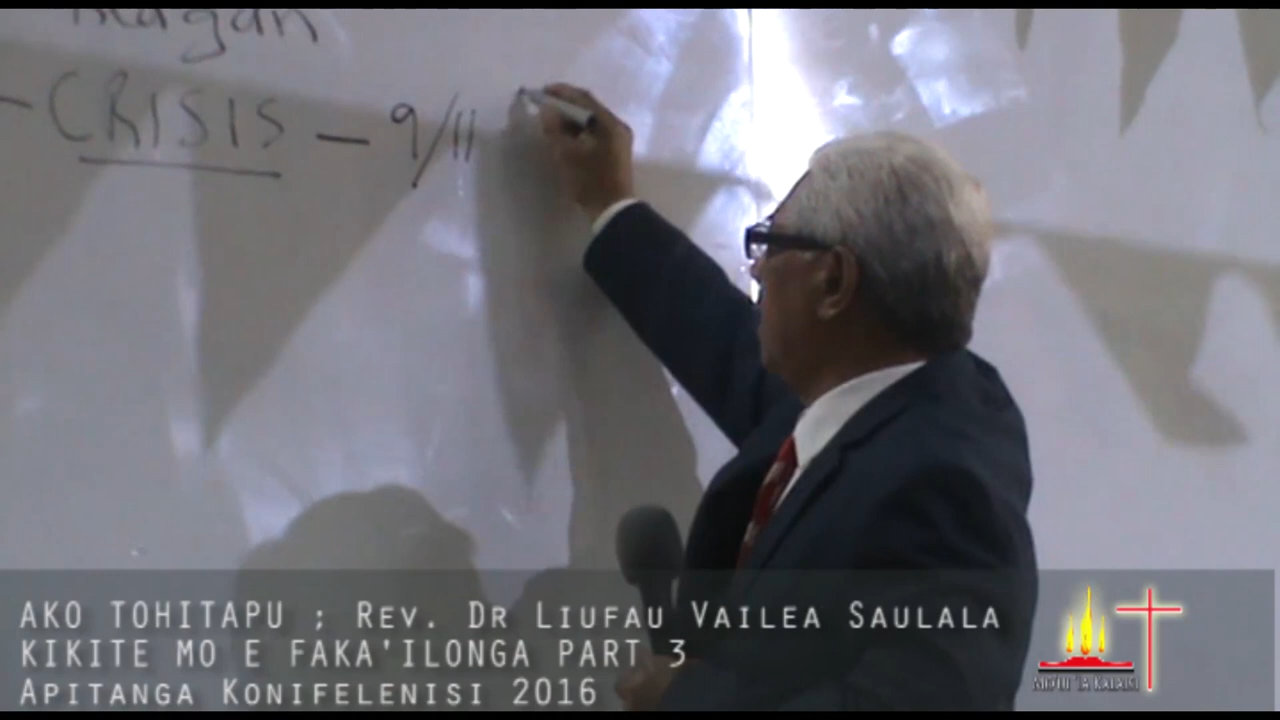 Reagan
- CRISIS - 9/11
AKO TOHITAPU ; REV. DR LIUFAU VAILEA SAULALA
KIKITE MO E FAKA'ILONGA PART 3
APITANGA KONIFELENISI 2016